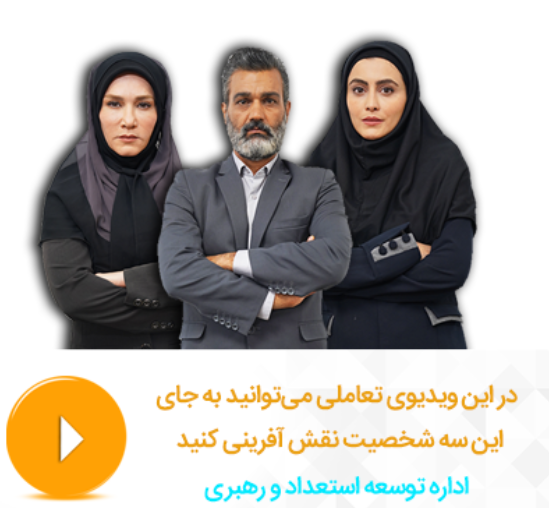 در این ویدیوی تعاملی می‌توانید به جای
این سه شخصیت نقش آفرینی کنید
اداره توسعه استعداد و رهبری